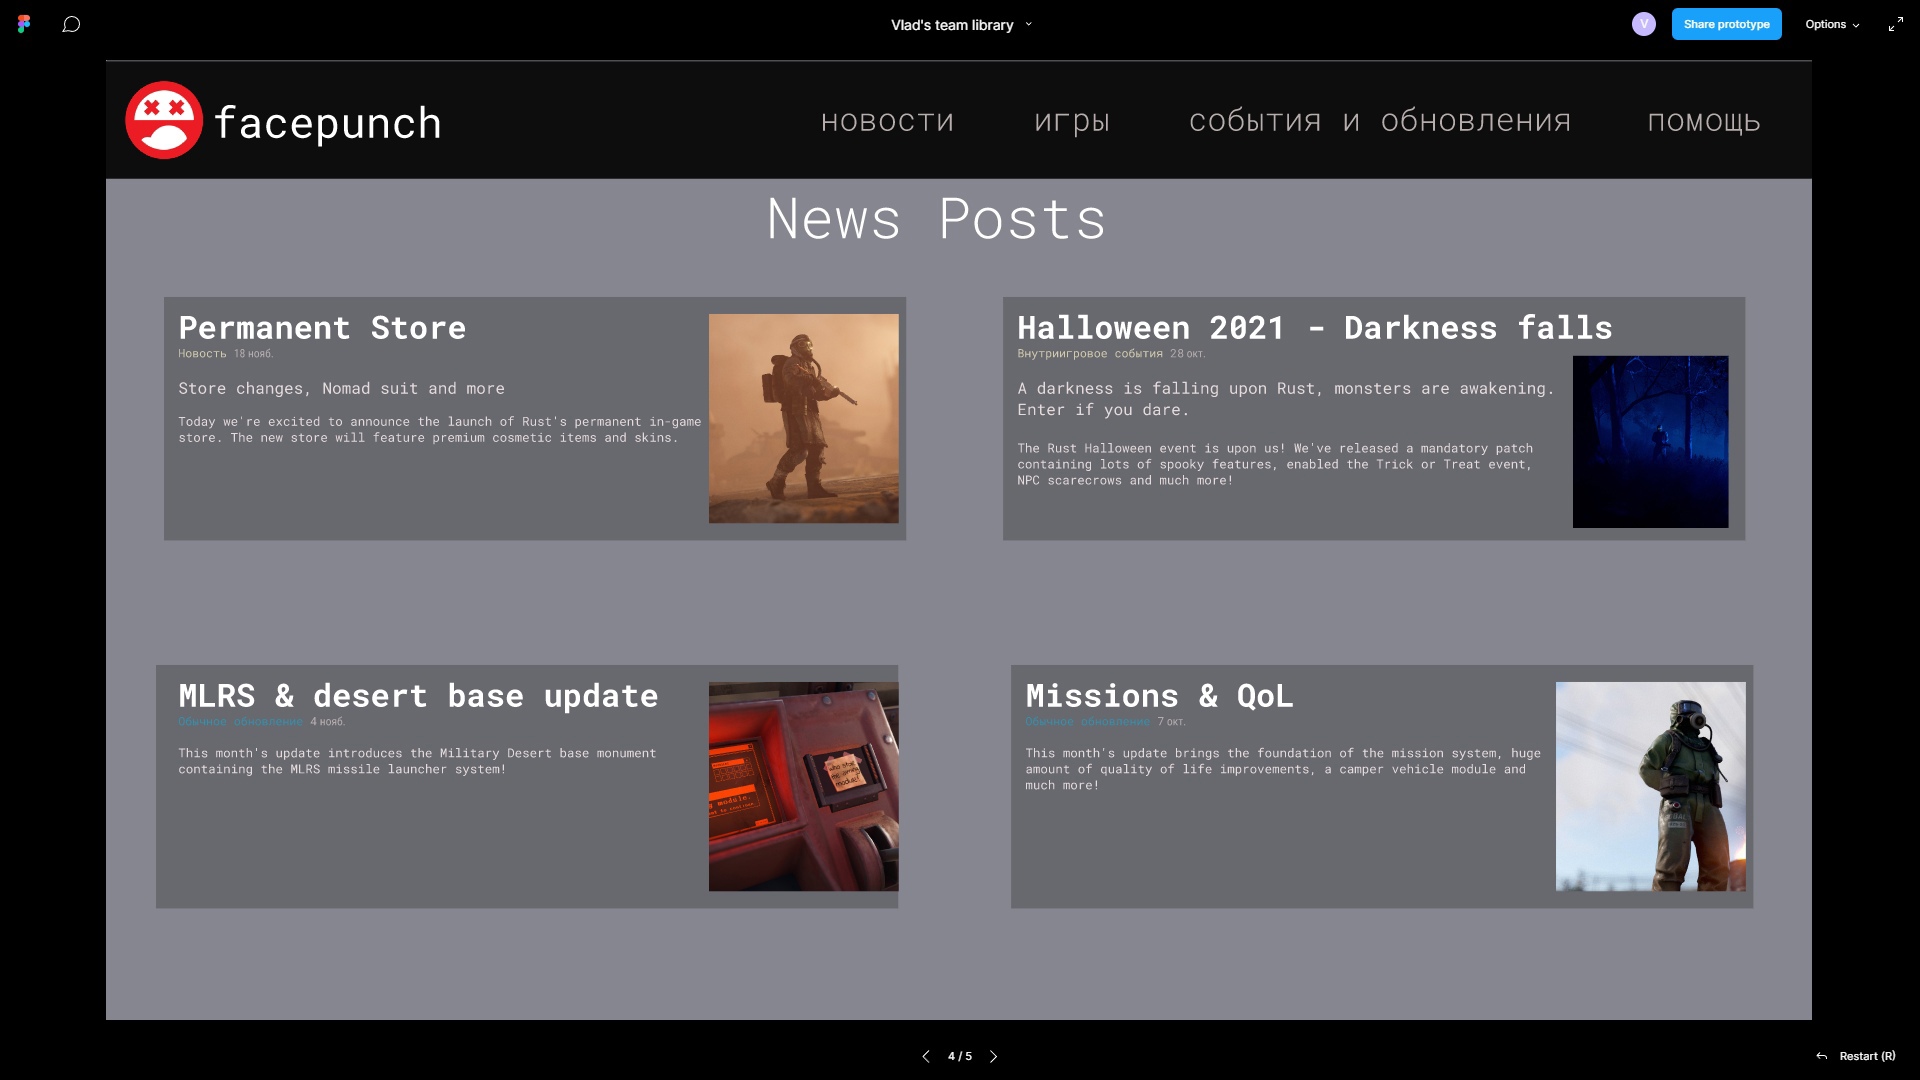 Vlad's team library
V
Share prototype
Options
facepunch
новости
игры
события и обновления
помощь
News Posts
Permanent Store
Новость 18 нояб.
Store changes, Nomad suit and more
Today we're excited to announce the launch of Rust's permanent in-game
store. The new store will feature premium cosmetic items and skins.
Halloween 2021 - Darkness falls
Внутриигровое события 28 окт.
A darkness is falling upon Rust, monsters are awakening.
Enter if you dare.
The Rust Halloween event is upon us! We've released a mandatory patch
containing lots of spooky features, enabled the Trick or Treat event,
NPC scarecrows and much more!
MLRS & desert base update
Обычное обновление 4 нояб.
This month's update introduces the Military Desert base monument
containing the MLRS missile launcher system!
module.
Missions & QoL
Обычное обновление 7 окт.
This month's update brings the foundation of the mission system, huge
amount of quality of life improvements, a camper vehicle module and
much more!
4 / 5
Restart (R)